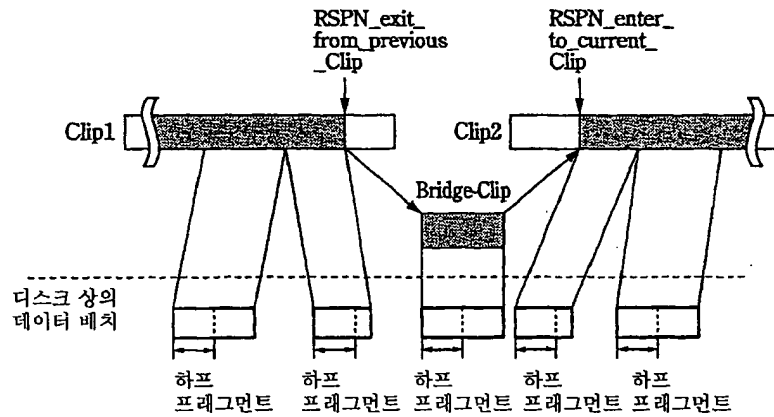 RSPN_exit_
from_previous
_Clip
RSPN_enter_
to_current_
Clip
Clip1
Clip2
Bridge-Clip
디스크 상의
데이터 배치
하프
프래그먼트
하프
프래그먼트
하프
프래그먼트
하프
프래그먼트
하프
프래그먼트